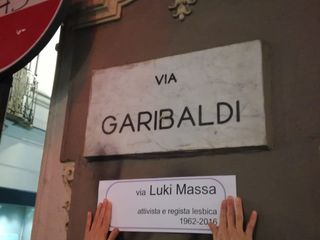 VIA
GARIBALDI
via Luki Massa
attivista e regista lesbica
1962-2016